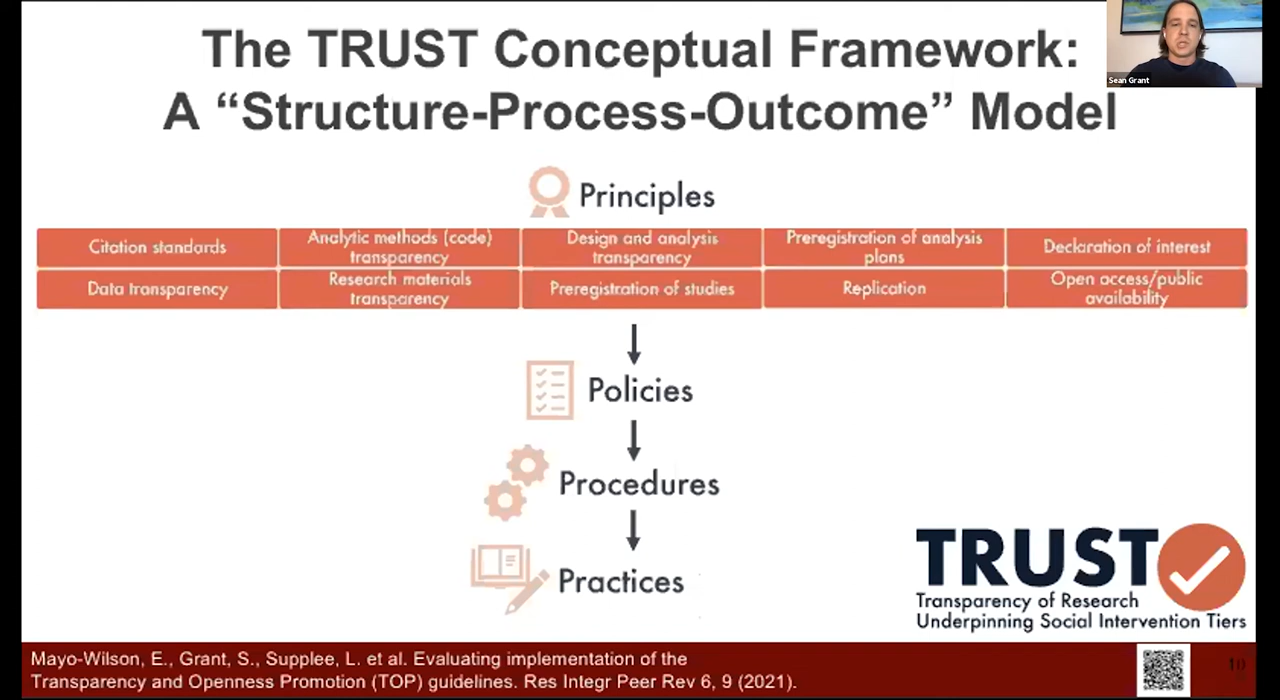 The TRUST Conceptual Framework:
A “Structure-Process-Outcome” Model
Sean Grant
Principles
Citation standards
Analytic methods (code)
transparency
Design and analysis
transparency
Preregistration of analysis
plans
Declaration of interest
Data transparency
Research materials
transparency
Preregistration of studies
Replication
Open access/public
availability
Policies
Procedures
Practices
TRUST
Transparency of Research
Underpinning Social Intervention Tiers
Mayo-Wilson, E., Grant, S., Supplee, L. et al. Evaluating implementation of the
Transparency and Openness Promotion (TOP) guidelines. Res Integr Peer Rev 6, 9 (2021).
10